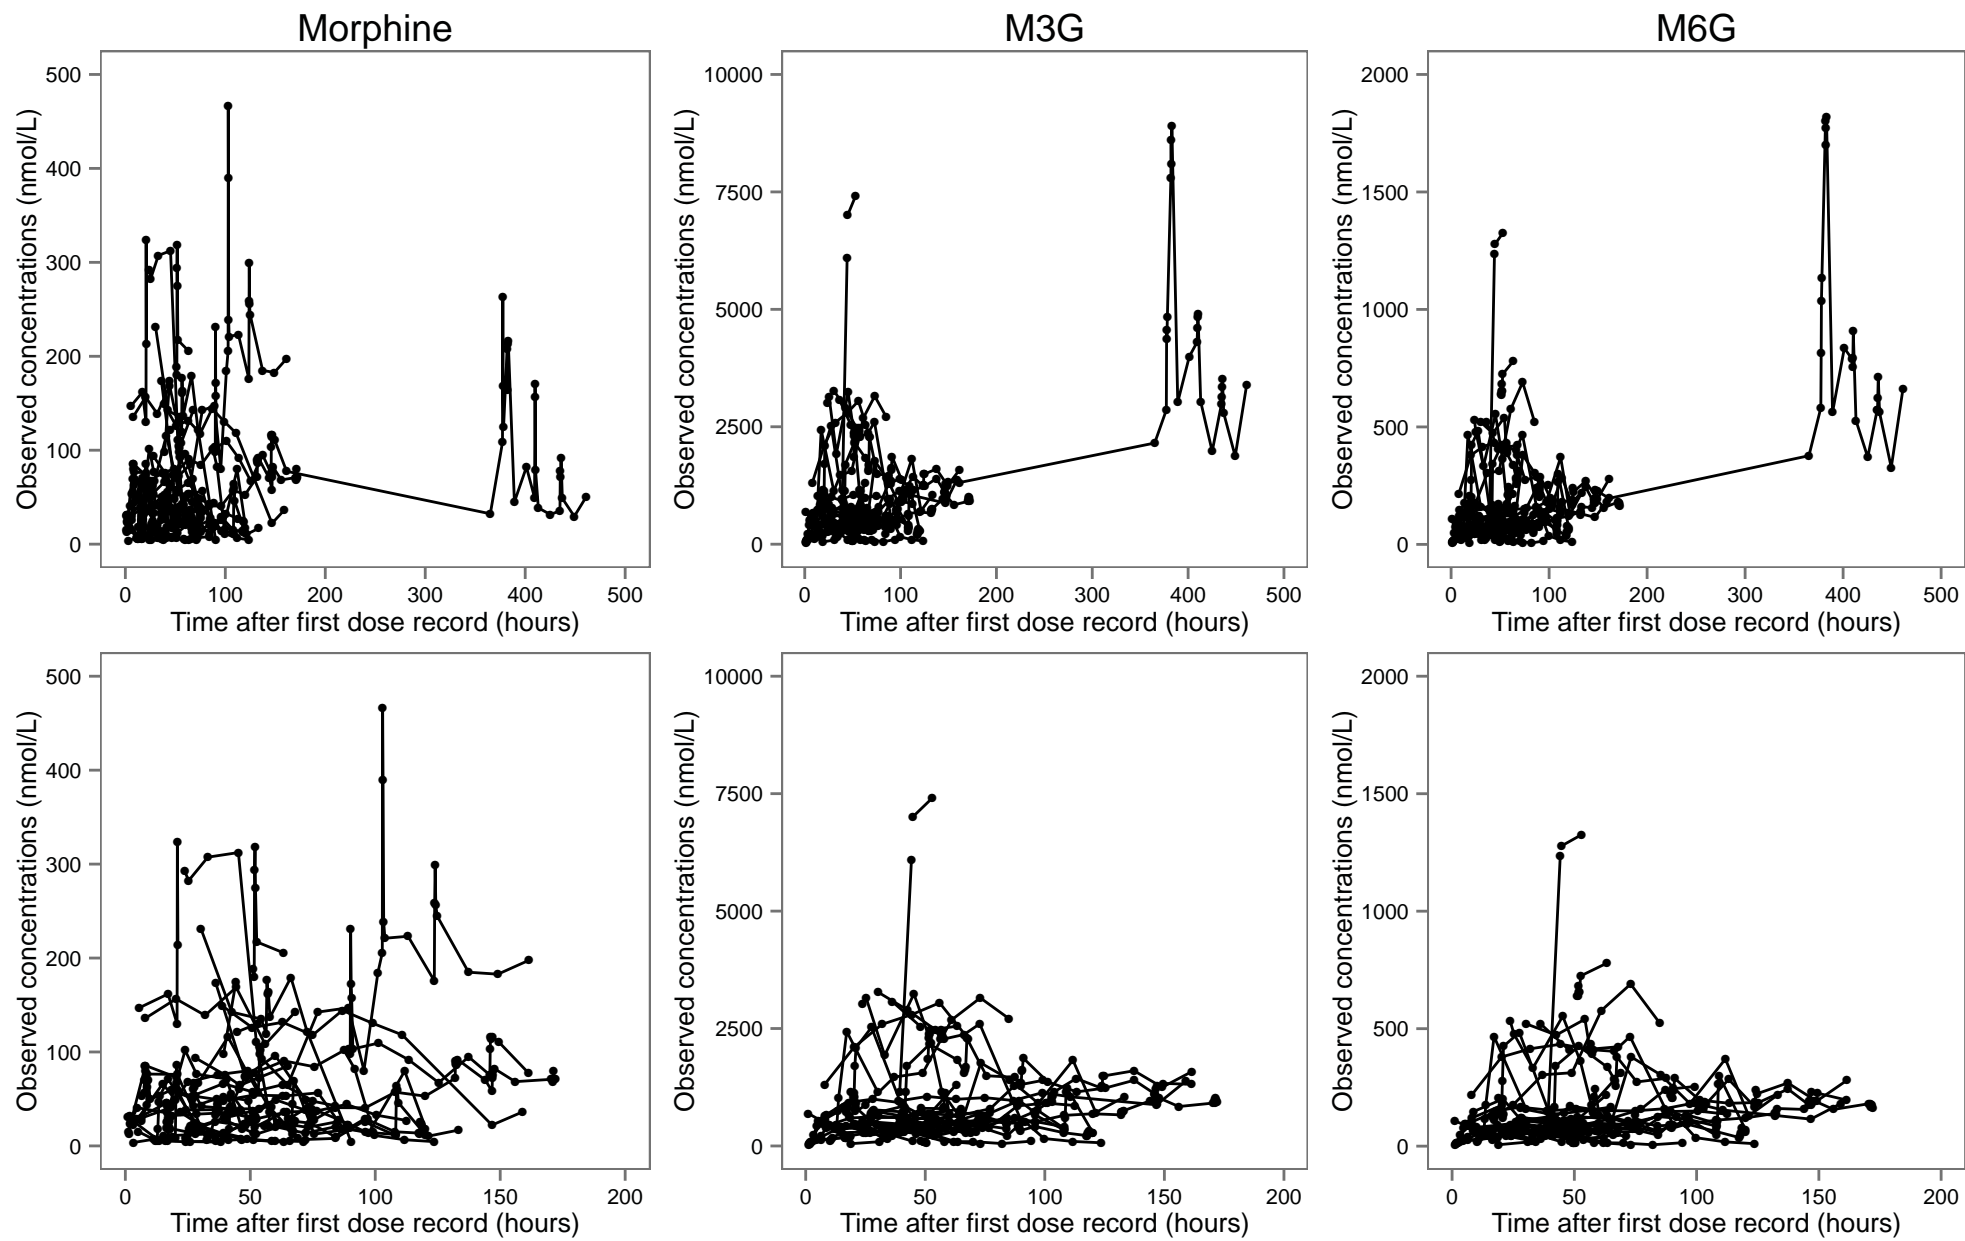 Morphine
M3G
M6G
Observed concentrations (nmol/L)
500
400
300
200
100
0
0 100 200 300 400 500
Time after first dose record (hours)
Observed concentrations (nmol/L)
10000
7500
5000
2500
0
0 100 200 300 400 500
Time after first dose record (hours)
Observed concentrations (nmol/L)
2000
1500
1000
500
0
0 100 200 300 400 500
Time after first dose record (hours)
Observed concentrations (nmol/L)
500
400
300
200
100
0
0 50 100 150 200
Time after first dose record (hours)
Observed concentrations (nmol/L)
10000
7500
5000
2500
0
0 50 100 150 200
Time after first dose record (hours)
Observed concentrations (nmol/L)
2000
1500
1000
500
0
0 50 100 150 200
Time after first dose record (hours)